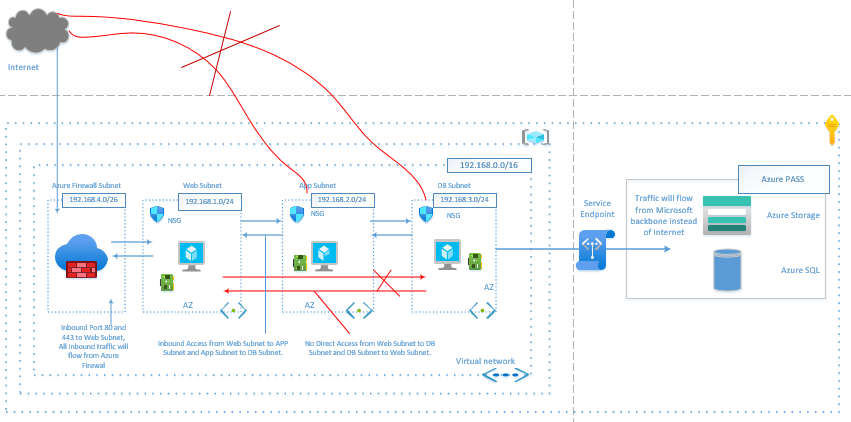 Internet
192.168.0.0/16
Azure Firewall Subnet
Web Subnet
App Subnet
DB Subnet
192.168.4.0/26
192.168.1.0/24
192.168.2.0/24
192.168.3.0/24
NSG
NSG
NSG
AZ
AZ
AZ
Inbound Port 80 and
443 to Web Subnet,
All Inbound traffic will
flow from Azure
Firewal
Inbound Access from Web Subnet to APP
Subnet and App Subnet to DB Subnet.
No Direct Access from Web Subnet to DB
Subnet and DB Subnet to Web Subnet.
Virtual network
Service
Endpoint
Azure PASS
Traffic will flow
from Microsoft
backbone instead
of Internet
Azure Storage
Azure SQL